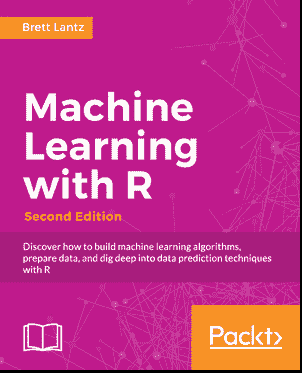 Brett Lantz
Machine
Learning
with R
Second Edition
Discover how to build machine learning algorithms,
prepare data, and dig deep into data prediction techniques
with R
Packt>